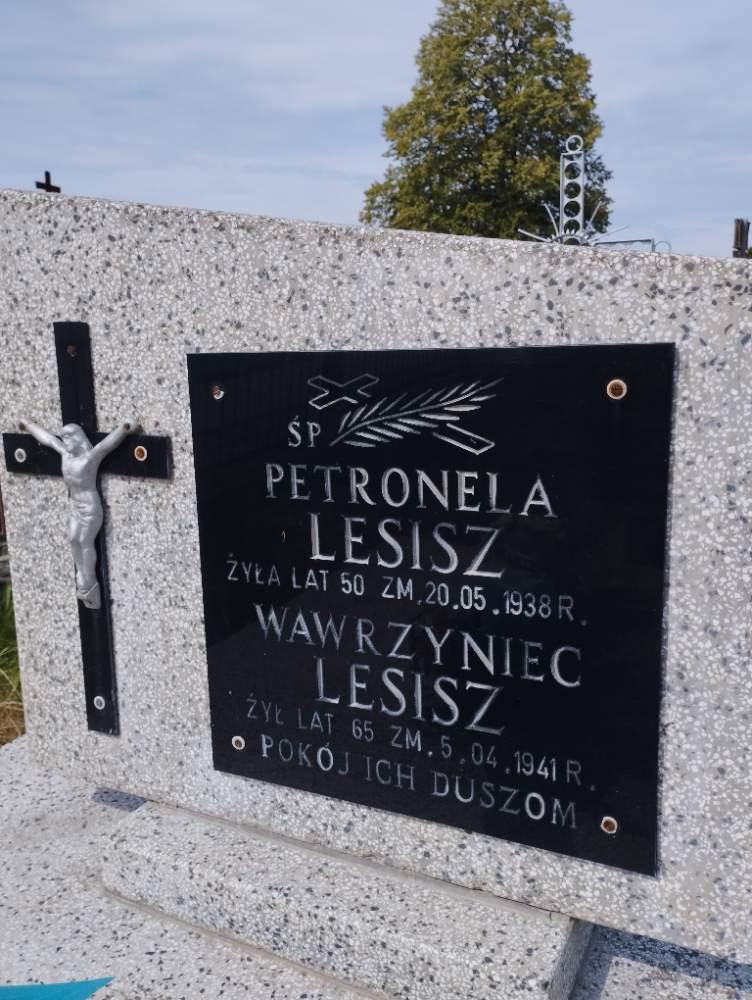 ŚP
PETRONELA
LESISZ
ŻYŁA LAT 50 ZM. 20.05.1938 R.
WAWRZYNIEC
LESISZ
ŻYŁ LAT 65 ZM. 5.04.1941 R.
POKÓJ ICH DUSZOM